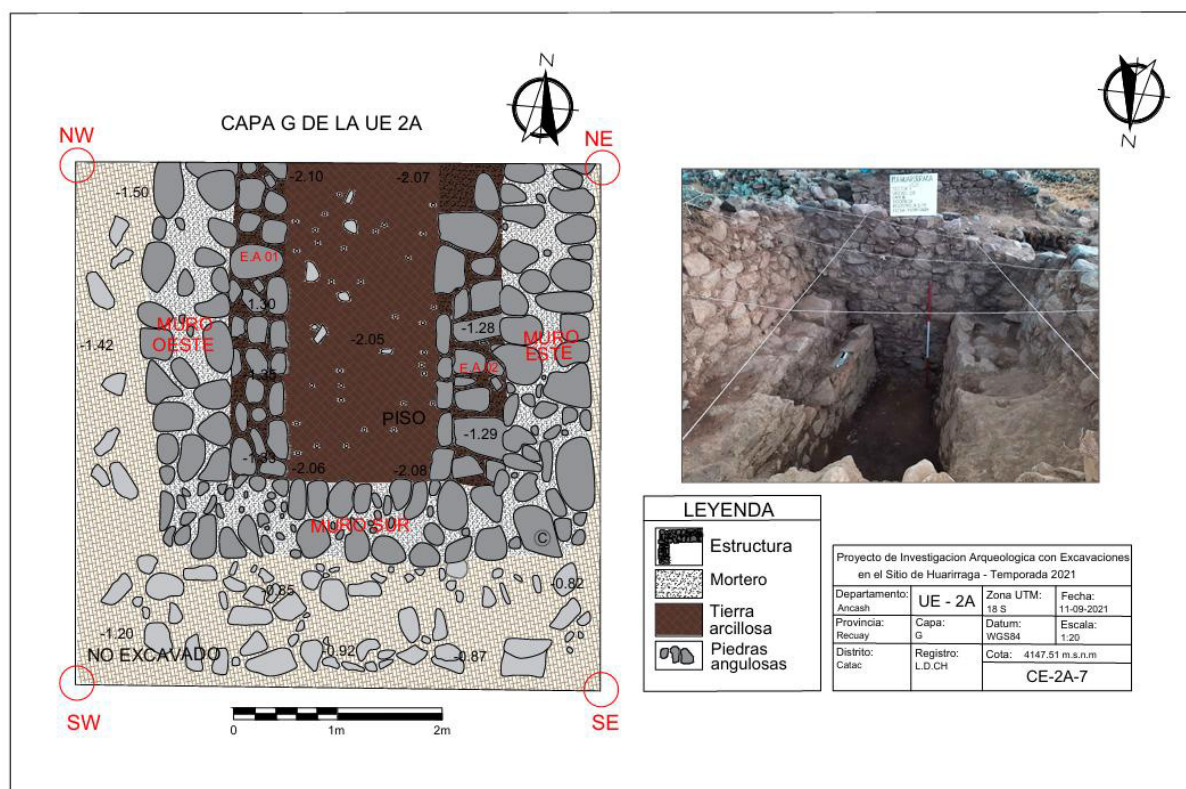 N
N
CAPA G DE LA UE 2A
NW
NE
-1.50
-2.10
-2.07
E.A 01
-1.30
-1.28
MURO
OESTE
MURO
ESTE
-1.42
-2.05
E.A 02
-1.35
PISO
-1.29
-1.33
-2.06
-2.08
MURO SUR
C
-0.85
-0.82
-1.20
NO EXCAVADO
-0.92
-0.87
SW
SE
0
1m
2m
LEYENDA
Estructura
Mortero
Tierra
arcillosa
Piedras
angulosas
Proyecto de Investigacion Arqueologica con Excavaciones
en el Sitio de Huarirraga - Temporada 2021
Departamento:
Ancash
UE - 2A
Zona UTM:
18 S
Fecha:
11-09-2021
Provincia:
Recuay
Capa:
G
Datum:
WGS84
Escala:
1:20
Distrito:
Catac
Registro:
L.D.CH
Cota: 4147.51 m.s.n.m
CE-2A-7